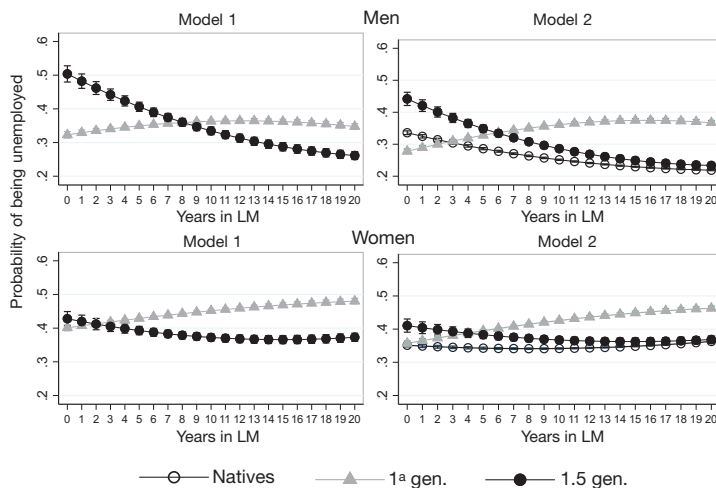 Model 1 Men Model 2
Probability of being unemployed
.6 .6
.5 .5
.4 .4
.3 .3
.2 .2
0 1 2 3 4 5 6 7 8 9 10 11 12 13 14 15 16 17 18 19 20 0 1 2 3 4 5 6 7 8 9 10 11 12 13 14 15 16 17 18 19 20
Years in LM Years in LM
Model 1 Women Model 2
.6 .6
.5 .5
.4 .4
.3 .3
.2 .2
0 1 2 3 4 5 6 7 8 9 10 11 12 13 14 15 16 17 18 19 20 0 1 2 3 4 5 6 7 8 9 10 11 12 13 14 15 16 17 18 19 20
Years in LM Years in LM
Natives 1ª gen. 1.5 gen.